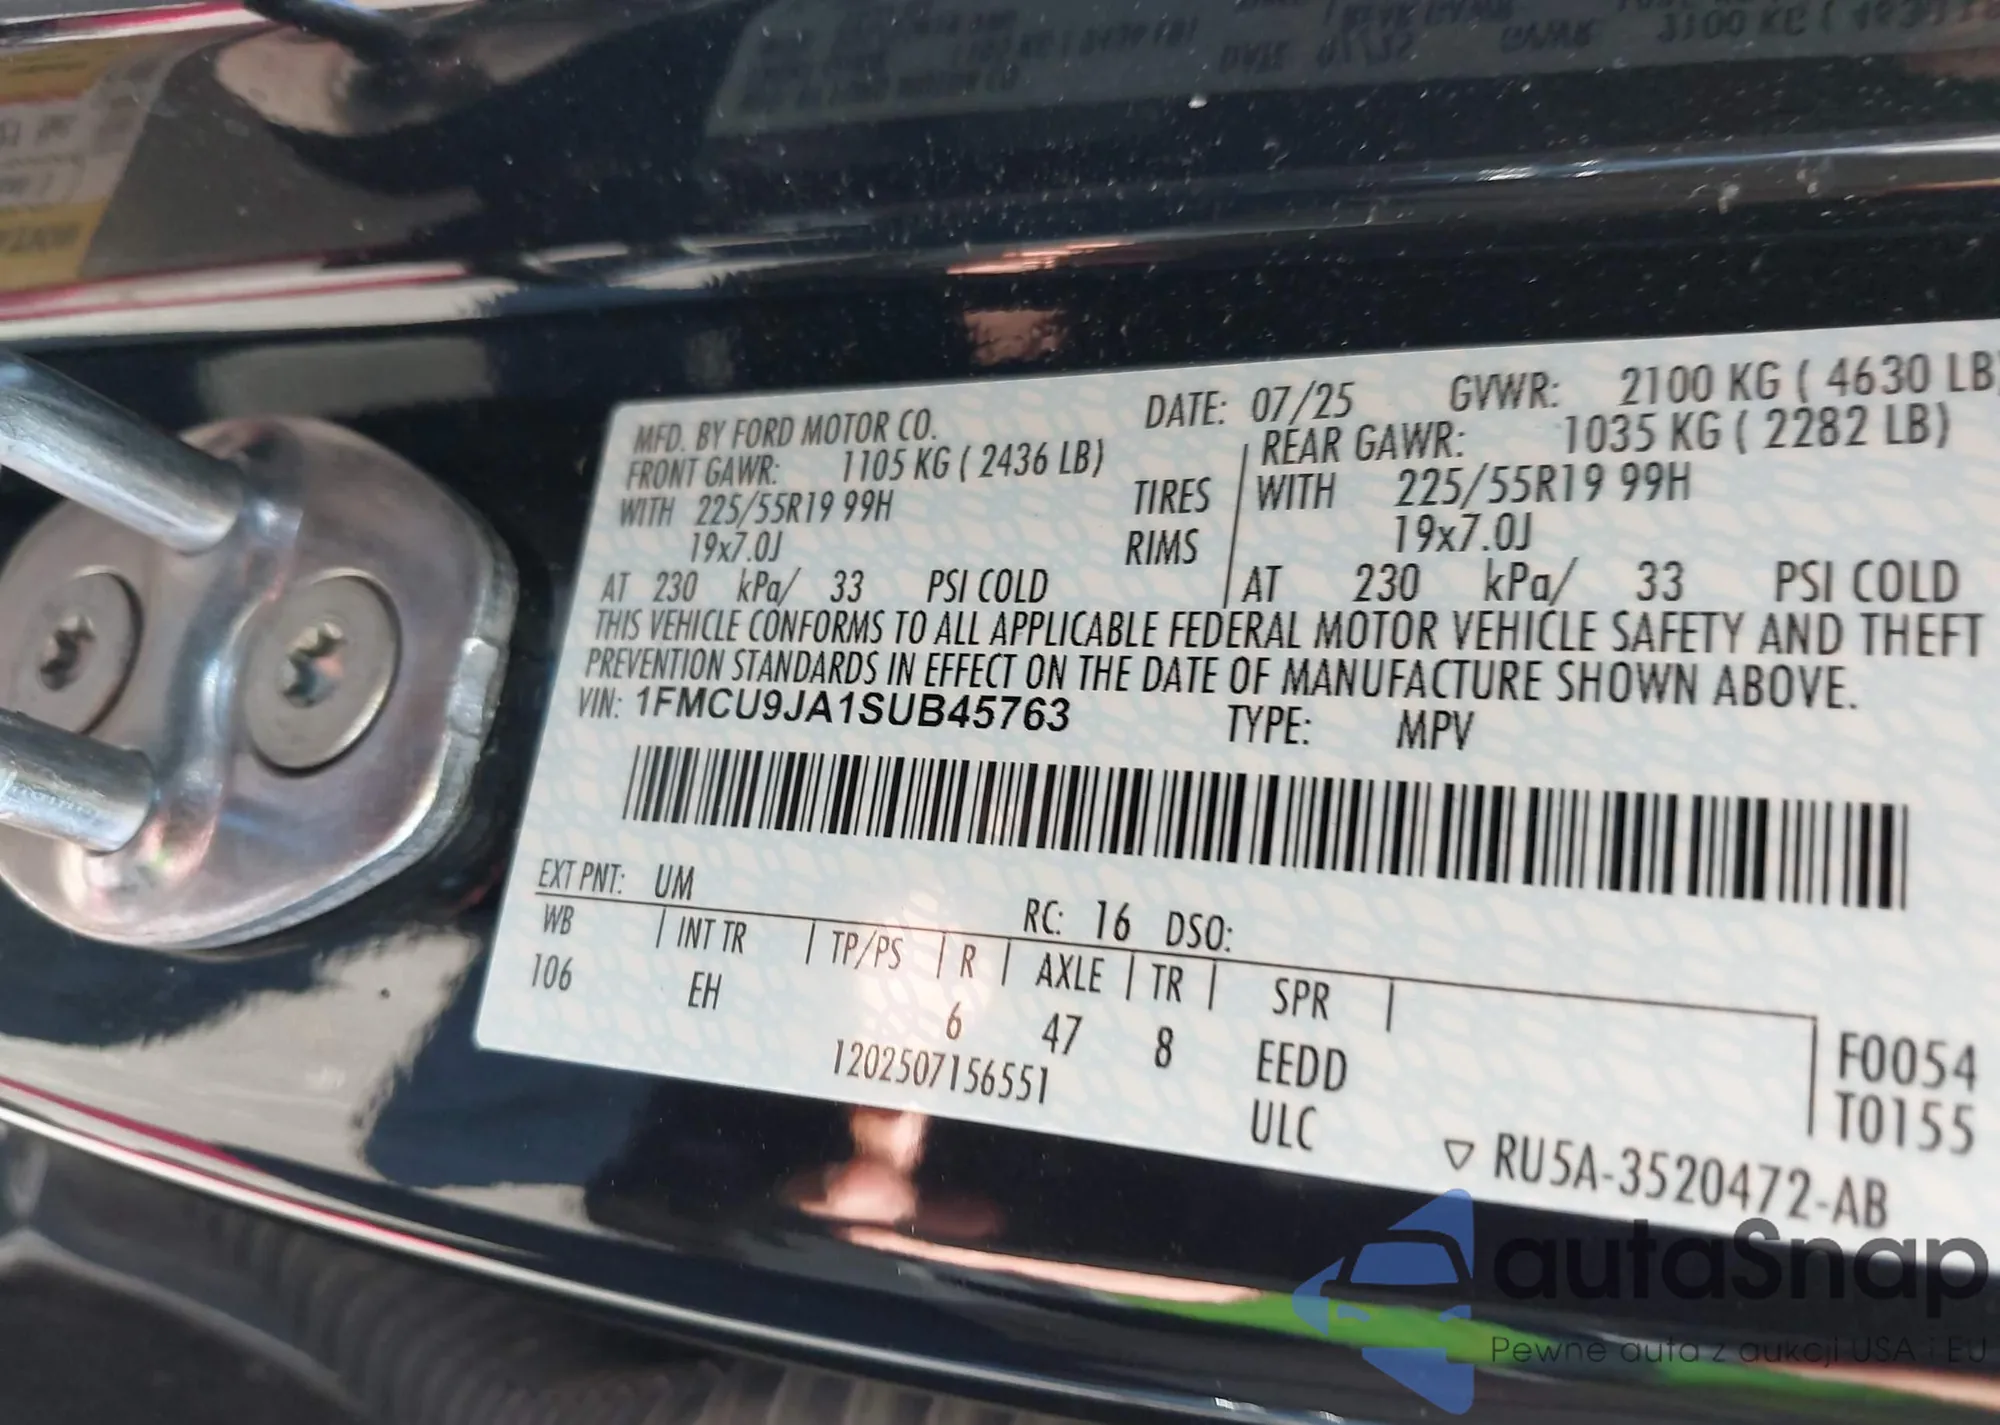 MFD. BY FORD MOTOR CO. DATE: 07/25 GVWR: 2100 KG ( 4630 LB)
FRONT GAWR: 1105 KG ( 2436 LB) REAR GAWR: 1035 KG ( 2282 LB)
WITH 225/55R19 99H TIRES WITH 225/55R19 99H
19x7.0J RIMS 19x7.0J
AT 230 kPa/ 33 PSI COLD AT 230 kPa/ 33 PSI COLD
THIS VEHICLE CONFORMS TO ALL APPLICABLE FEDERAL MOTOR VEHICLE SAFETY AND THEFT
PREVENTION STANDARDS IN EFFECT ON THE DATE OF MANUFACTURE SHOWN ABOVE.
VIN: 1FMCU9JA1SUB45763 TYPE: MPV
EXT PNT: UM RC: 16 DSO:
WB INT TR TP/PS R AXLE TR SPR
106 EH 6 47 8 EEDD F0054
1202507156551 ULC T0155
RU5A-3520472-AB
autoSnap
Pewne auta z aukcji USA i EU